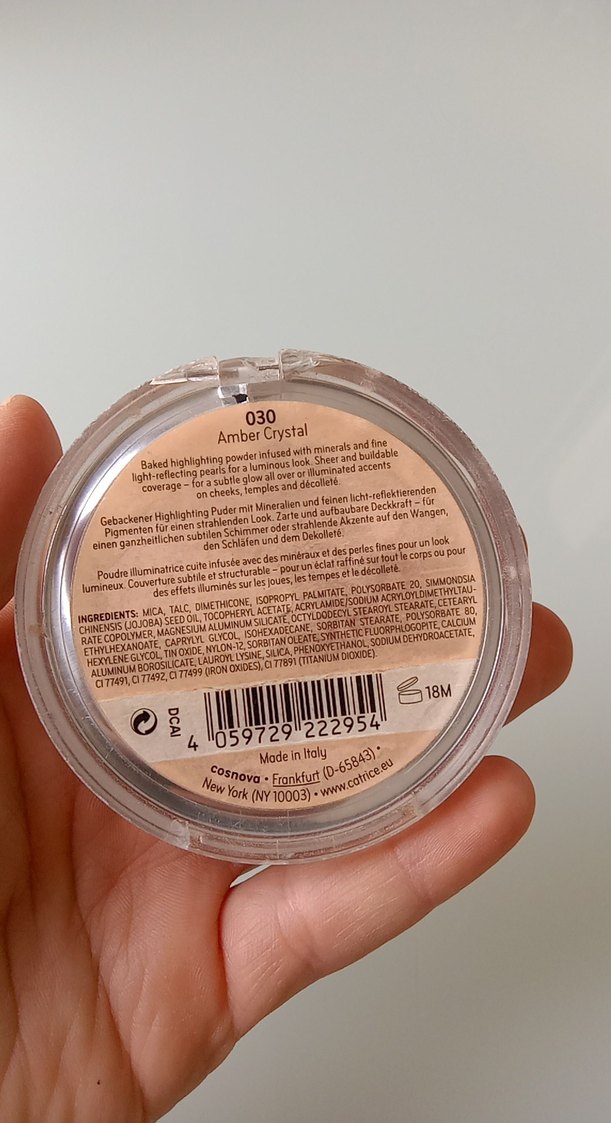 030
Amber Crystal
Baked highlighting powder infused with minerals and fine
light-reflecting pearls for a luminous look. Sheer and buildable
coverage – for a subtle glow all over or illuminated accents
on cheeks, temples and décolleté.
Gebackener Highlighting Puder mit Mineralien und feinen licht-reflektierenden
Pigmenten für einen strahlenden Look. Zarte und aufbaubare Deckkraft – für
einen ganzheitlichen subtilen Schimmer oder strahlende Akzente auf den Wangen,
den Schläfen und dem Dekolleté.
Poudre illuminatrice cuite infusée avec des minéraux et des perles fines pour un look
lumineux. Couverture subtile et structurable – pour un éclat raffiné sur tout le corps ou pour
des effets illuminés sur les joues, les tempes et le décolleté.
INGREDIENTS: MICA, TALC, DIMETHICONE, ISOPROPYL PALMITATE, POLYSORBATE 20, SIMMONDSIA
CHINENSIS (JOJOBA) SEED OIL, TOCOPHERYL ACETATE, ACRYLAMIDE/SODIUM ACRYLOYLDIMETHYLTAU-
RATE COPOLYMER, MAGNESIUM ALUMINUM SILICATE, OCTYLDODECYL STEAROYL STEARATE, CETEARYL
ETHYLHEXANOATE, CAPRYLYL GLYCOL, ISOHEXADECANE, SORBITAN STEARATE, POLYSORBATE 80,
HEXYLENE GLYCOL, TIN OXIDE, NYLON-12, SORBITAN OLEATE, SYNTHETIC FLUORPHLOGOPITE, CALCIUM
ALUMINUM BOROSILICATE, LAUROYL LYSINE, SILICA, PHENOXYETHANOL, SODIUM DEHYDROACETATE,
CI 77491, CI 77492, CI 77499 (IRON OXIDES), CI 77891 (TITANIUM DIOXIDE).
DCAI
18M
4 059729 222954
Made in Italy
cosnova • Frankfurt (D-65843) •
New York (NY 10003) • www.catrice.eu